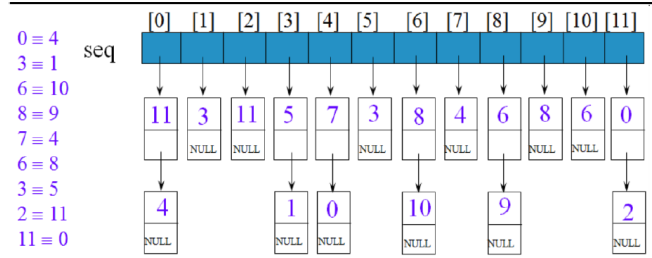 [0] [1] [2] [3] [4] [5] [6] [7] [8] [9] [10] [11]
seq
0 ≡ 4
3 ≡ 1
6 ≡ 10
8 ≡ 9
7 ≡ 4
6 ≡ 8
3 ≡ 5
2 ≡ 11
11 ≡ 0
11 3 11 5 7 3 8 4 6 8 6 0
NULL NULL NULL NULL NULL NULL
4 1 0 10 9 2
NULL NULL NULL NULL NULL NULL